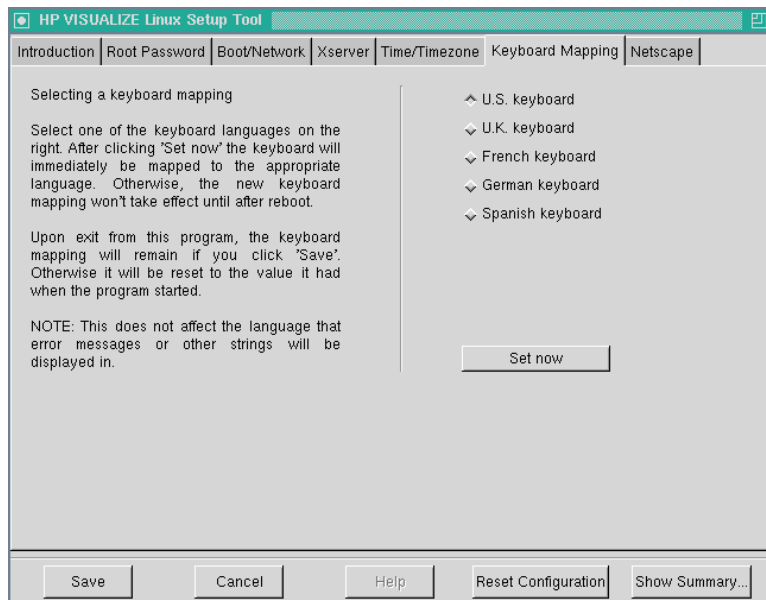 HP VISUALIZE Linux Setup Tool
Introduction Root Password Boot/Network Xserver Time/Timezone Keyboard Mapping Netscape
Selecting a keyboard mapping
Select one of the keyboard languages on the
right. After clicking 'Set now' the keyboard will
immediately be mapped to the appropriate
language. Otherwise, the new keyboard
mapping won't take effect until after reboot.
Upon exit from this program, the keyboard
mapping will remain if you click 'Save'.
Otherwise it will be reset to the value it had
when the program started.
NOTE: This does not affect the language that
error messages or other strings will be
displayed in.
U.S. keyboard
U.K. keyboard
French keyboard
German keyboard
Spanish keyboard
Set now
Save Cancel Help Reset Configuration Show Summary...